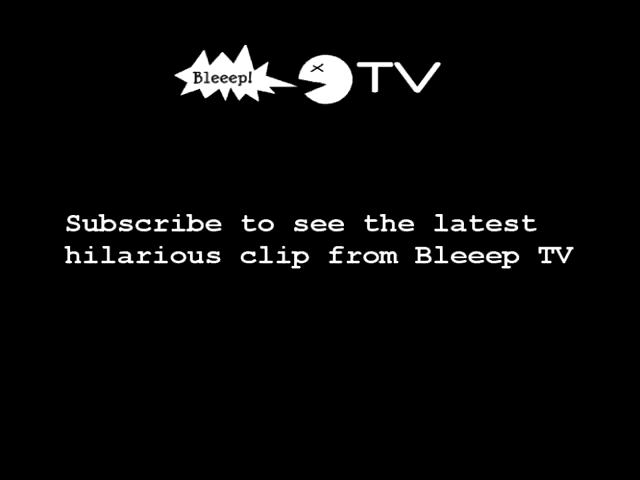 Bleeep! TV
Subscribe to see the latest
hilarious clip from Bleeep TV